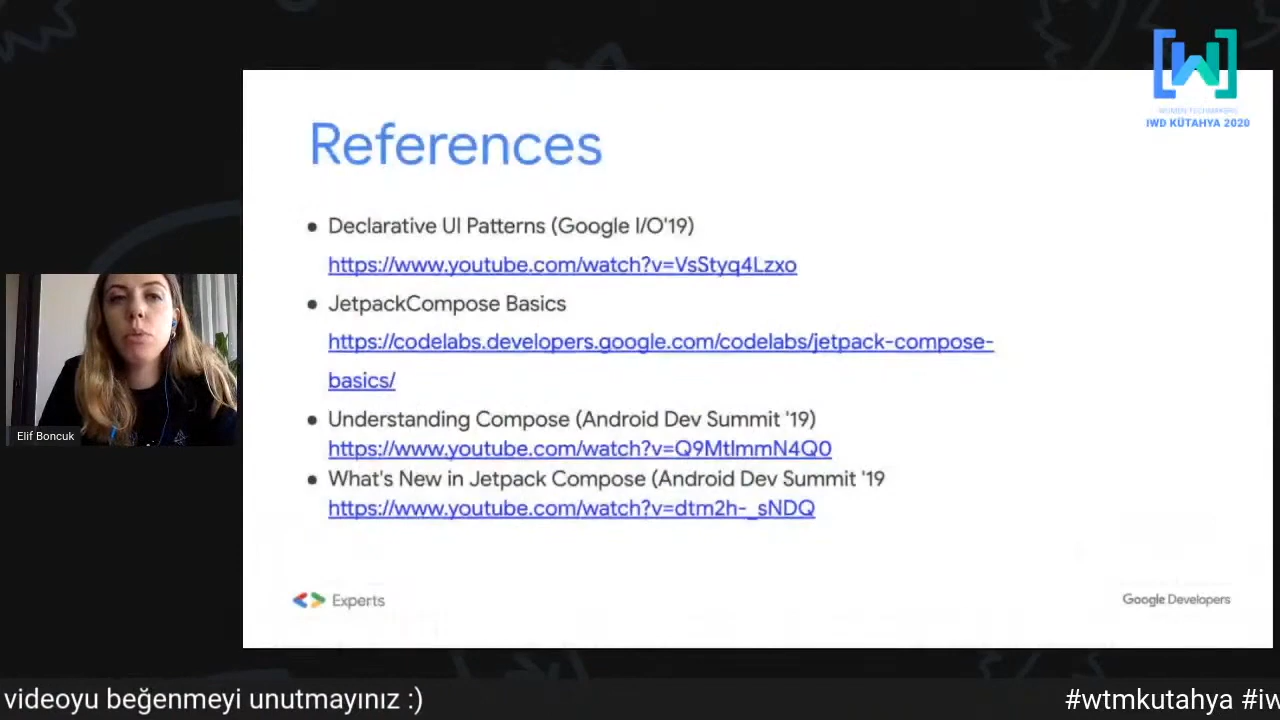 WOMEN TECHMAKERS
IWD KÜTAHYA 2020
References
● Declarative UI Patterns (Google I/O'19)
https://www.youtube.com/watch?v=VsStyq4Lzxo
● JetpackCompose Basics
https://codelabs.developers.google.com/codelabs/jetpack-compose-
basics/
● Understanding Compose (Android Dev Summit '19)
https://www.youtube.com/watch?v=Q9MtlmmN4Q0
● What's New in Jetpack Compose (Android Dev Summit '19
https://www.youtube.com/watch?v=dtm2h-_sNDQ
Elif Boncuk
Experts
Google Developers
videoyu beğenmeyi unutmayınız :)
#wtmkutahya #iw